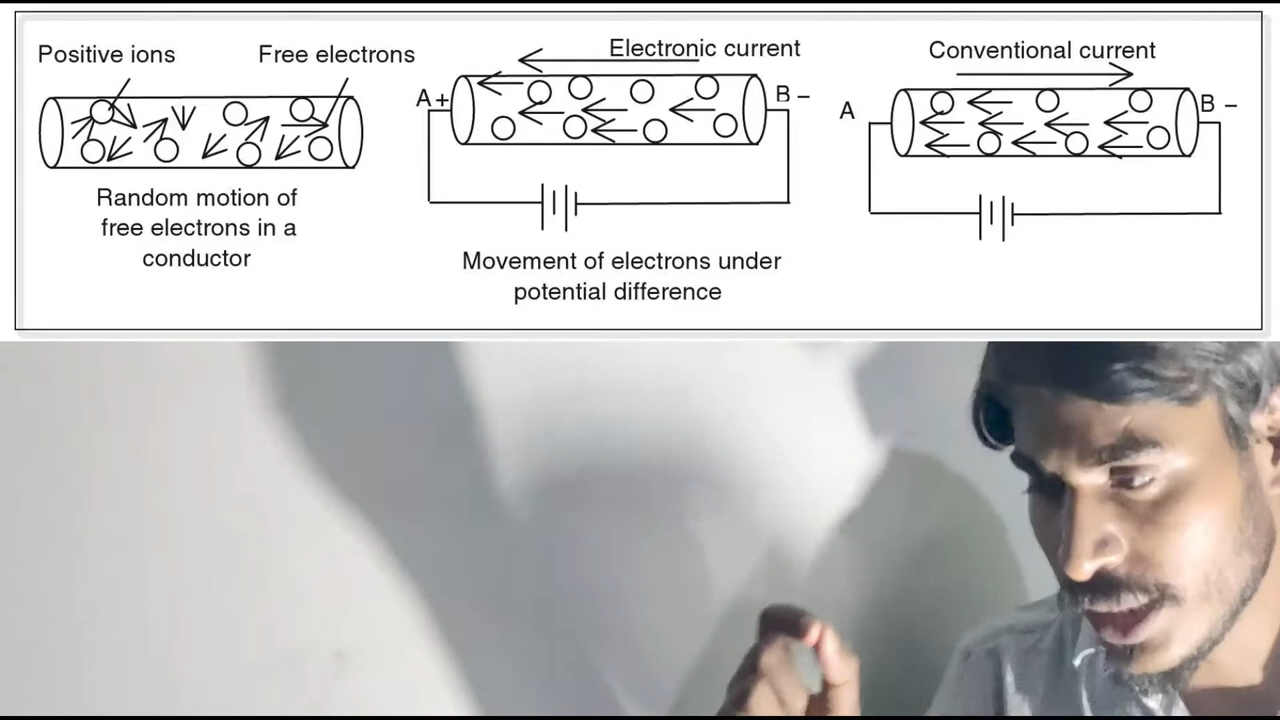 Positive ions
Free electrons
Random motion of
free electrons in a
conductor
Electronic current
A +
B –
Movement of electrons under
potential difference
Conventional current
A
B –